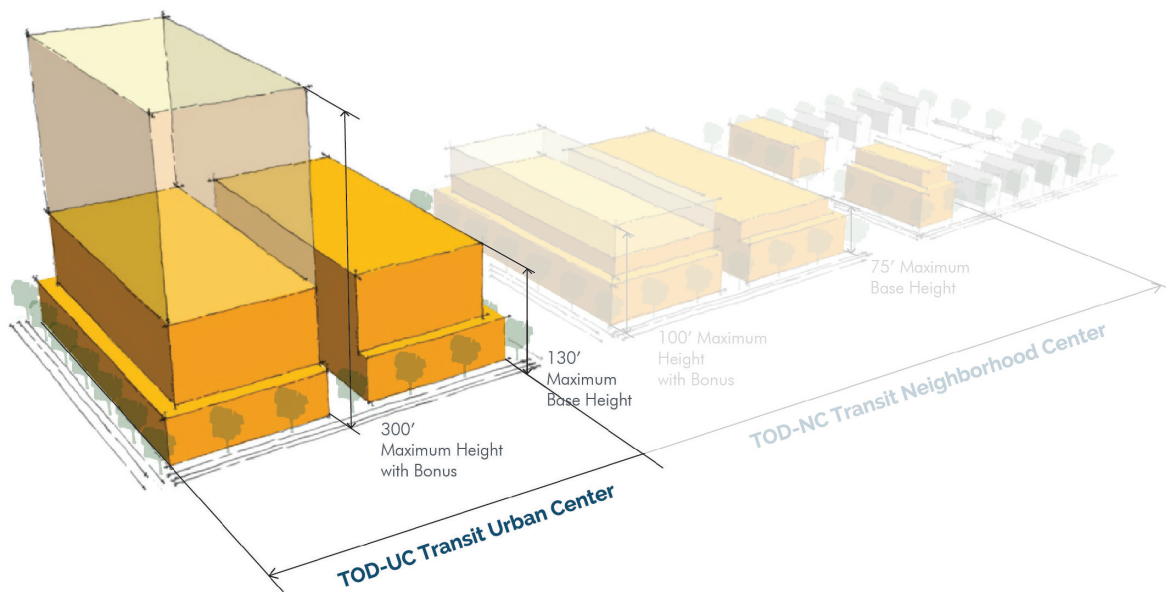 130’
Maximum
Base Height
300’
Maximum Height
with Bonus
TOD-UC Transit Urban Center
75’ Maximum
Base Height
100’ Maximum
Height
with Bonus
TOD-NC Transit Neighborhood Center